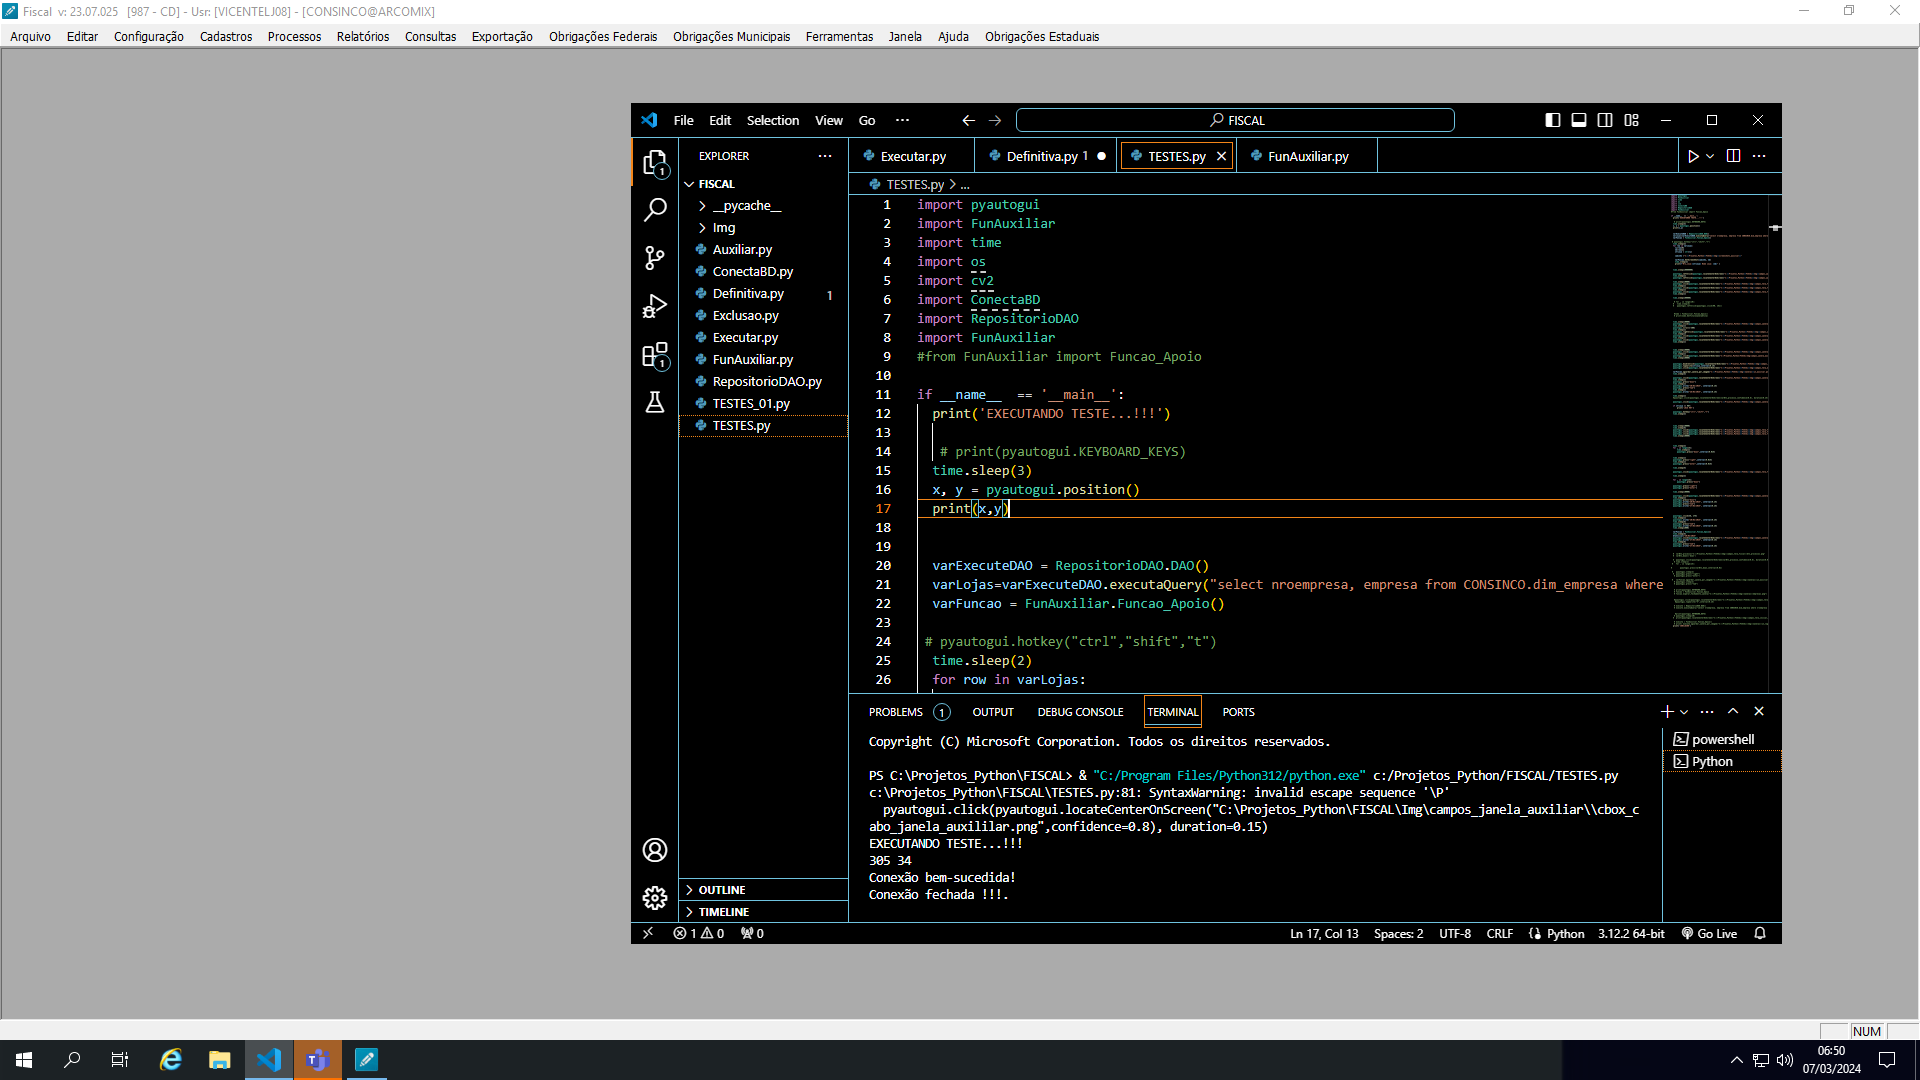 Fiscal v: 23.07.025 [987 - CD] - Usr: [VICENTELJ08] - [CONSINCO@ARCOMIX]
Arquivo Editar Configuração Cadastros Processos Relatórios Consultas Exportação Obrigações Federais Obrigações Municipais Ferramentas Janela Ajuda Obrigações Estaduais
File Edit Selection View Go ··· FISCAL
EXPLORER ···
FISCAL
__pycache__
Img
Auxiliar.py
ConectaBD.py
Definitiva.py 1
Exclusao.py
Executar.py
FunAuxiliar.py
RepositorioDAO.py
TESTES_01.py
TESTES.py
OUTLINE
TIMELINE
1
1
Executar.py Definitiva.py 1 TESTES.py FunAuxiliar.py
TESTES.py > ...
1 import pyautogui
2 import FunAuxiliar
3 import time
4 import os
5 import cv2
6 import ConectaBD
7 import RepositorioDAO
8 import FunAuxiliar
9 #from FunAuxiliar import Funcao_Apoio
10
11 if __name__  == '__main__':
12 print('EXECUTANDO TESTE...!!!')
13
14 # print(pyautogui.KEYBOARD_KEYS)
15 time.sleep(3)
16 x, y = pyautogui.position()
17 print(x,y)
18
19
20 varExecuteDAO = RepositorioDAO.DAO()
21 varLojas=varExecuteDAO.executaQuery("select nroempresa, empresa from CONSINCO.dim_empresa where
22 varFuncao = FunAuxiliar.Funcao_Apoio()
23
24 # pyautogui.hotkey("ctrl","shift","t")
25 time.sleep(2)
26 for row in varLojas:
PROBLEMS 1 OUTPUT DEBUG CONSOLE TERMINAL PORTS
Copyright (C) Microsoft Corporation. Todos os direitos reservados.
PS C:\Projetos_Python\FISCAL> & "C:/Program Files/Python312/python.exe" c:/Projetos_Python/FISCAL/TESTES.py
c:\Projetos_Python\FISCAL\TESTES.py:81: SyntaxWarning: invalid escape sequence '\P'
pyautogui.click(pyautogui.locateCenterOnScreen("C:\Projetos_Python\FISCAL\Img\campos_janela_auxiliar\\cbox_c
abo_janela_auxililar.png",confidence=0.8), duration=0.15)
EXECUTANDO TESTE...!!!
305 34
Conexão bem-sucedida!
Conexão fechada !!!.
powershell
Python
1 0 0 Ln 17, Col 13 Spaces: 2 UTF-8 CRLF Python 3.12.2 64-bit Go Live
NUM
06:50
07/03/2024